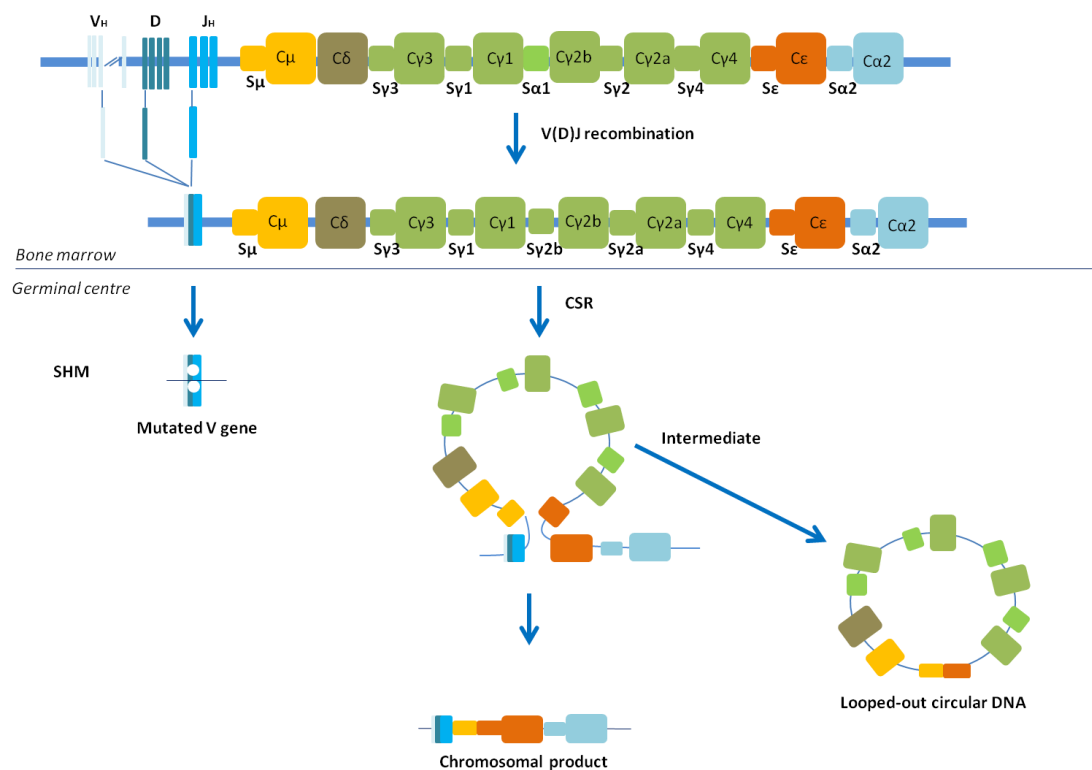 VH D JH
Cμ Cδ Cγ3 Cγ1 Cγ2b Cγ2a Cγ4 Cε Cα2
Sμ Sγ3 Sγ1 Sα1 Sγ2 Sγ4 Sε Sα2
V(D)J recombination
Cμ Cδ Cγ3 Cγ1 Cγ2b Cγ2a Cγ4 Cε Cα2
Sμ Sγ3 Sγ1 Sγ2b Sγ2a Sγ4 Sε Sα2
Bone marrow
Germinal centre
CSR
SHM
Mutated V gene
Intermediate
Looped-out circular DNA
Chromosomal product